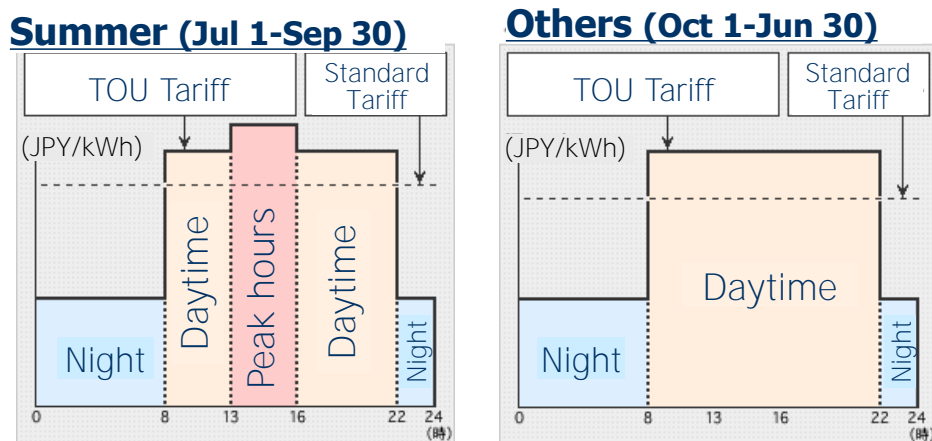 Summer (Jul 1-Sep 30)
TOU Tariff
Standard
Tariff
(JPY/kWh)
Night
Daytime
Peak hours
Daytime
Night
0 8 13 16 22 24
(時)
Others (Oct 1-Jun 30)
TOU Tariff
Standard
Tariff
(JPY/kWh)
Night
Daytime
Night
0 8 13 16 22 24
(時)